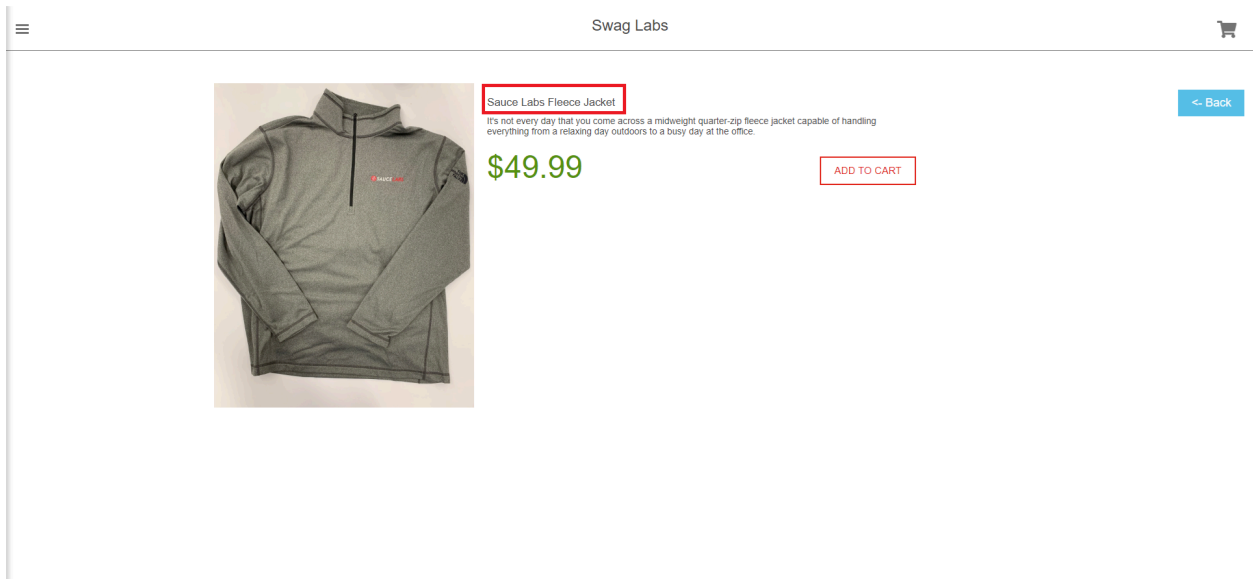 Swag Labs
Sauce Labs Fleece Jacket
<- Back
It's not every day that you come across a midweight quarter-zip fleece jacket capable of handling
everything from a relaxing day outdoors to a busy day at the office.
$49.99
ADD TO CART
SAUCE